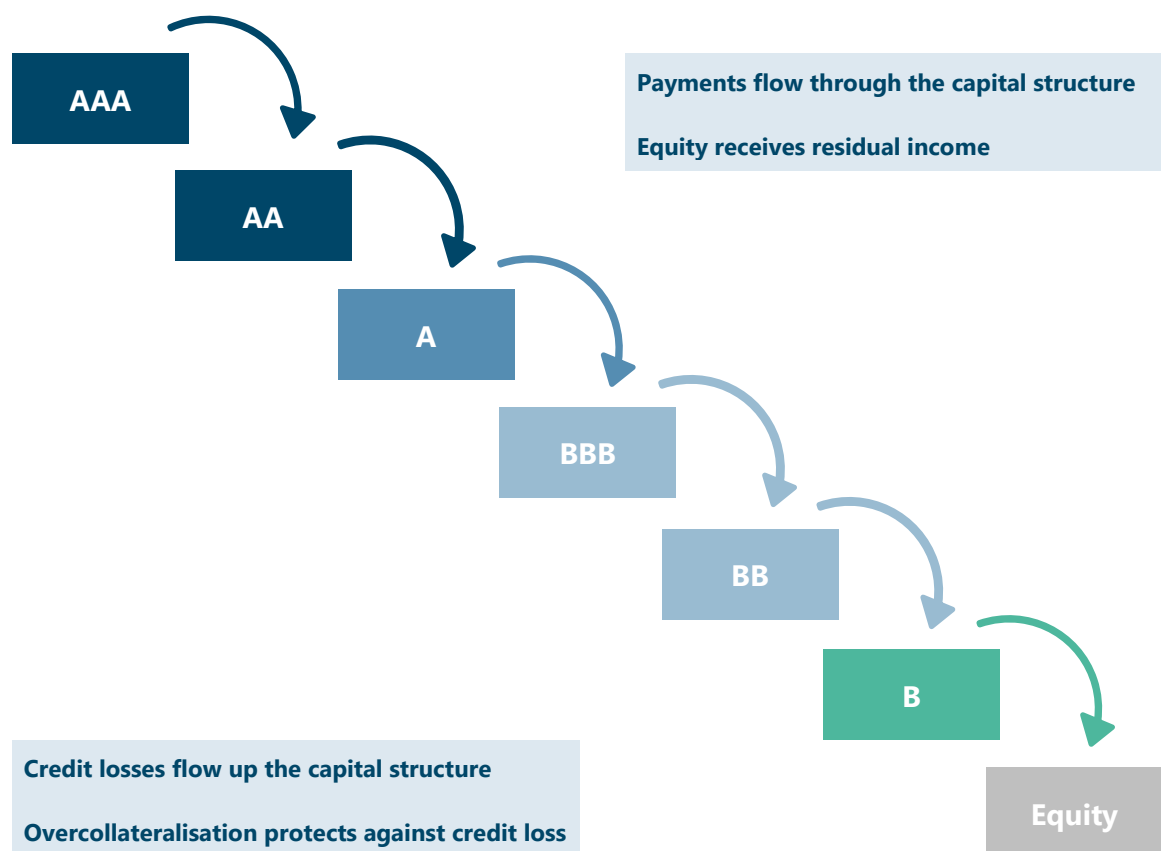 AAA
Payments flow through the capital structure
Equity receives residual income
AA
A
BBB
BB
B
Credit losses flow up the capital structure
Overcollateralisation protects against credit loss
Equity